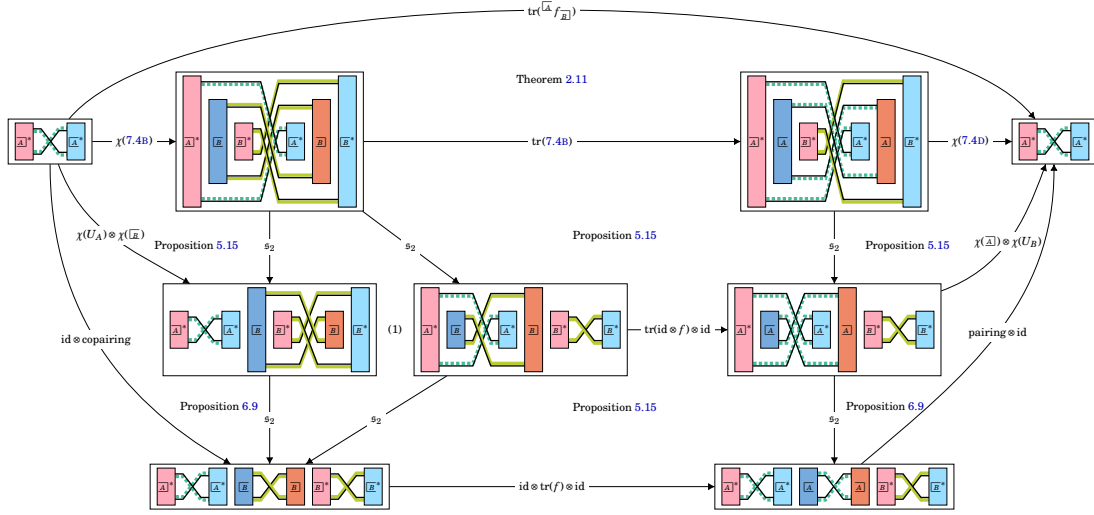 tr(A f B)
Theorem 2.11
A * A * χ(7.4B) A * B B * A * B B * tr(7.4B) A * A B * A * A B * χ(7.4D) A * A *
χ(U_A) ⊗ χ(B) Proposition 5.15 𝔰₂ 𝔰₂ Proposition 5.15 𝔰₂ Proposition 5.15 χ(A) ⊗ χ(U_B)
id ⊗ copairing A * A * B B * B B * (1) A * B A * B B * B * tr(id ⊗ f) ⊗ id A * A A * A B * B * pairing ⊗ id
Proposition 6.9 𝔰₂ 𝔰₂ Proposition 5.15 𝔰₂ Proposition 6.9
A * A * B B B * B * id ⊗ tr(f) ⊗ id A * A * A A B * B *